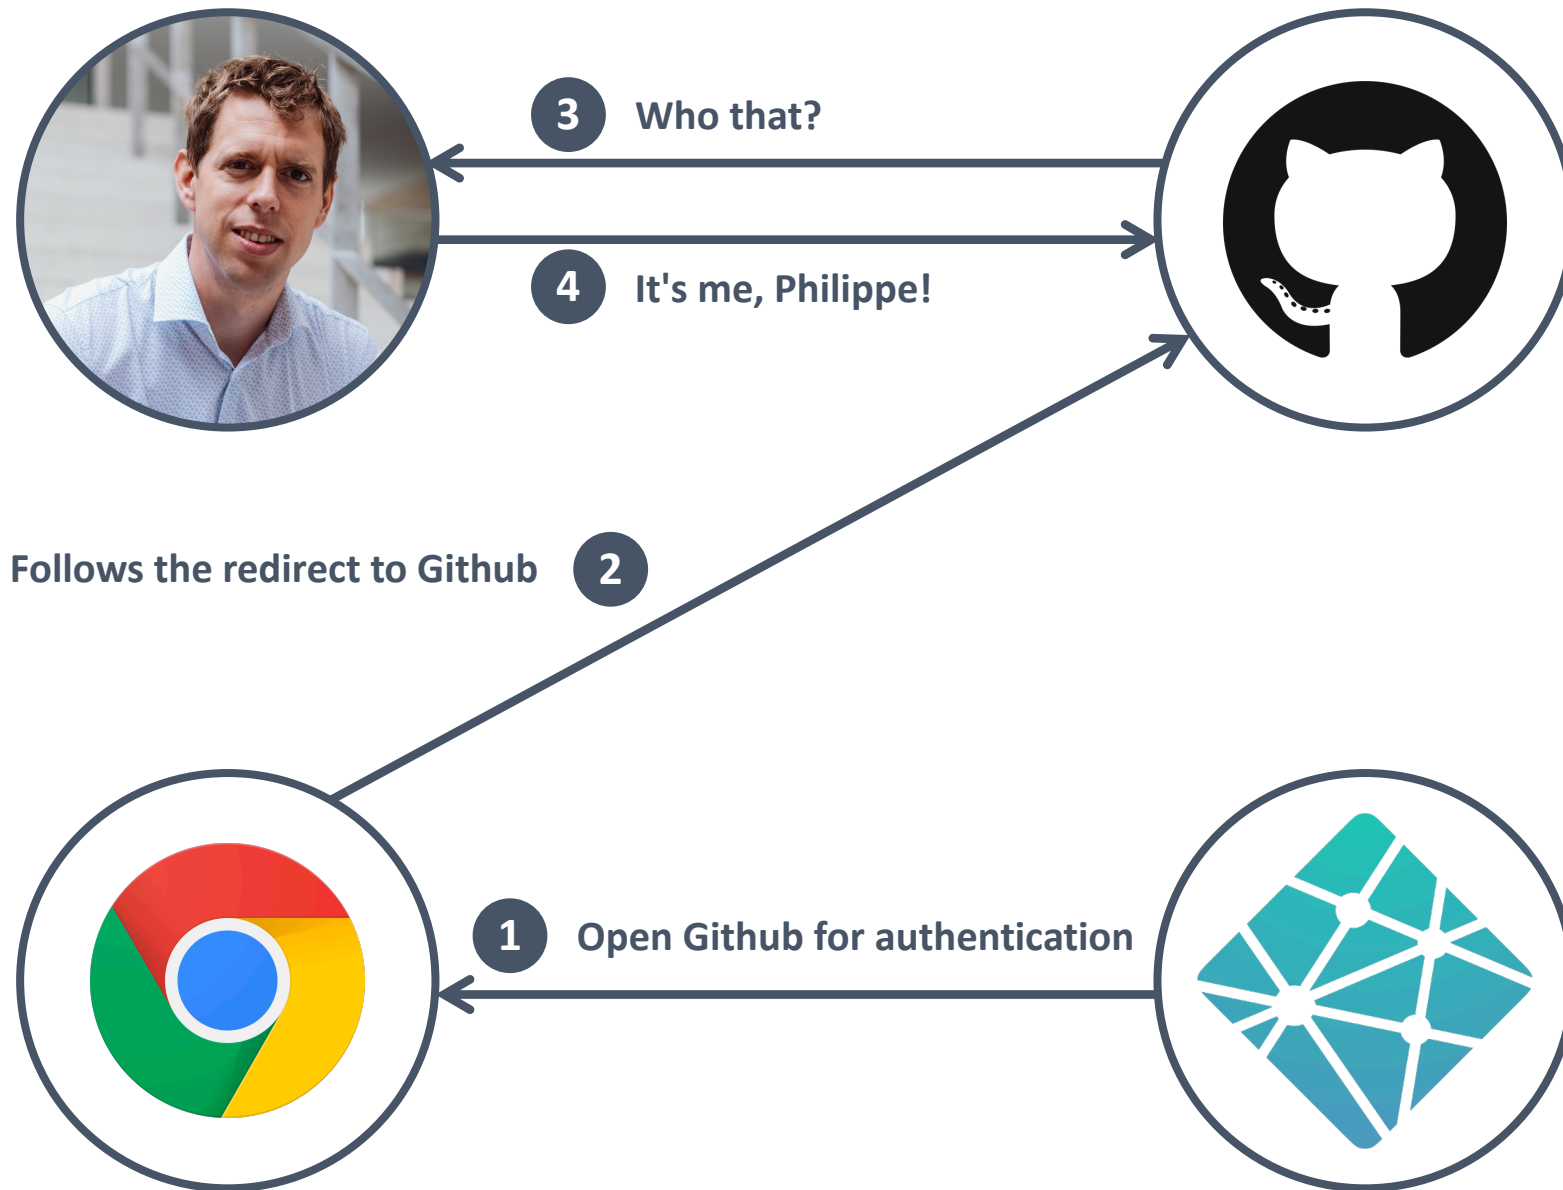 3 Who that?
4 It's me, Philippe!
Follows the redirect to Github 2
1 Open Github for authentication